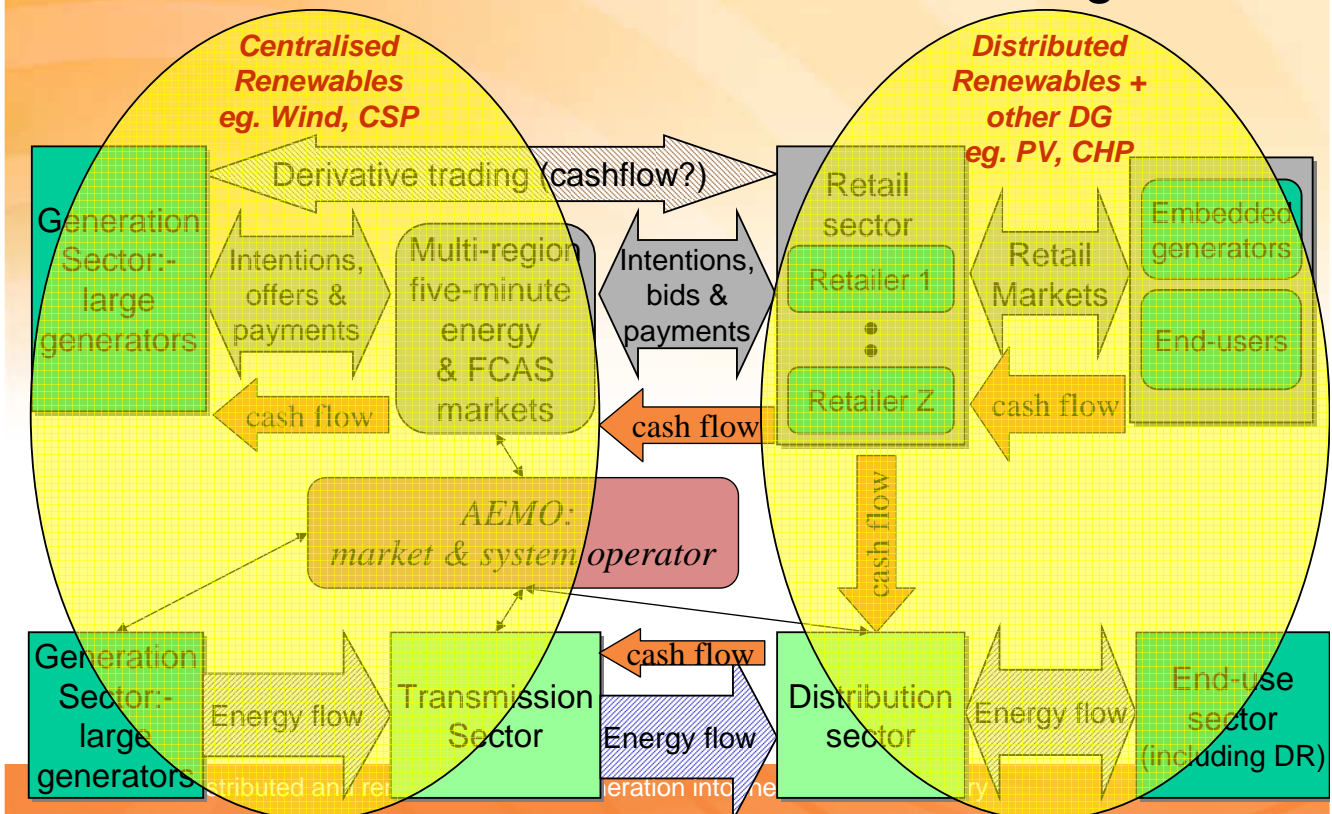 Centralised
Renewables
eg. Wind, CSP
Distributed
Renewables +
other DG
eg. PV, CHP
Derivative trading (cashflow?)
Generation
Sector:-
large
generators
Intentions,
offers &
payments
Multi-region
five-minute
energy
& FCAS
markets
Intentions,
bids &
payments
Retail
sector
Retailer 1
Retailer Z
Retail
Markets
Embedded
generators
End-users
cash flow
cash flow
cash flow
cash flow
AEMO:
market & system operator
Generation
Sector:-
large
generators
Energy flow
Transmission
Sector
cash flow
Energy flow
Distribution
sector
Energy flow
End-use
sector
(including DR)